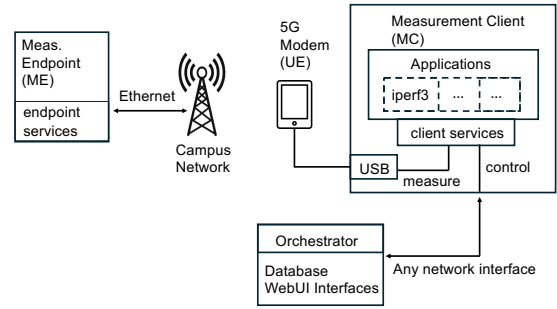 Meas.
Endpoint
(ME)
endpoint
services
Ethernet
Campus
Network
5G
Modem
(UE)
Measurement Client
(MC)
Applications
iperf3
...
...
client services
USB
measure
control
Orchestrator
Database
WebUI Interfaces
Any network interface